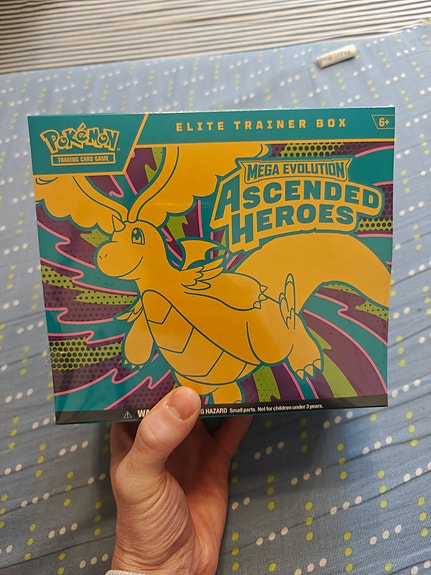 ELITE TRAINER BOX
6+
POKéMON
TRADING CARD GAME
MEGA EVOLUTION
ASCENDED
HEROES
HAZARD Small parts. Not for children under 3 years.